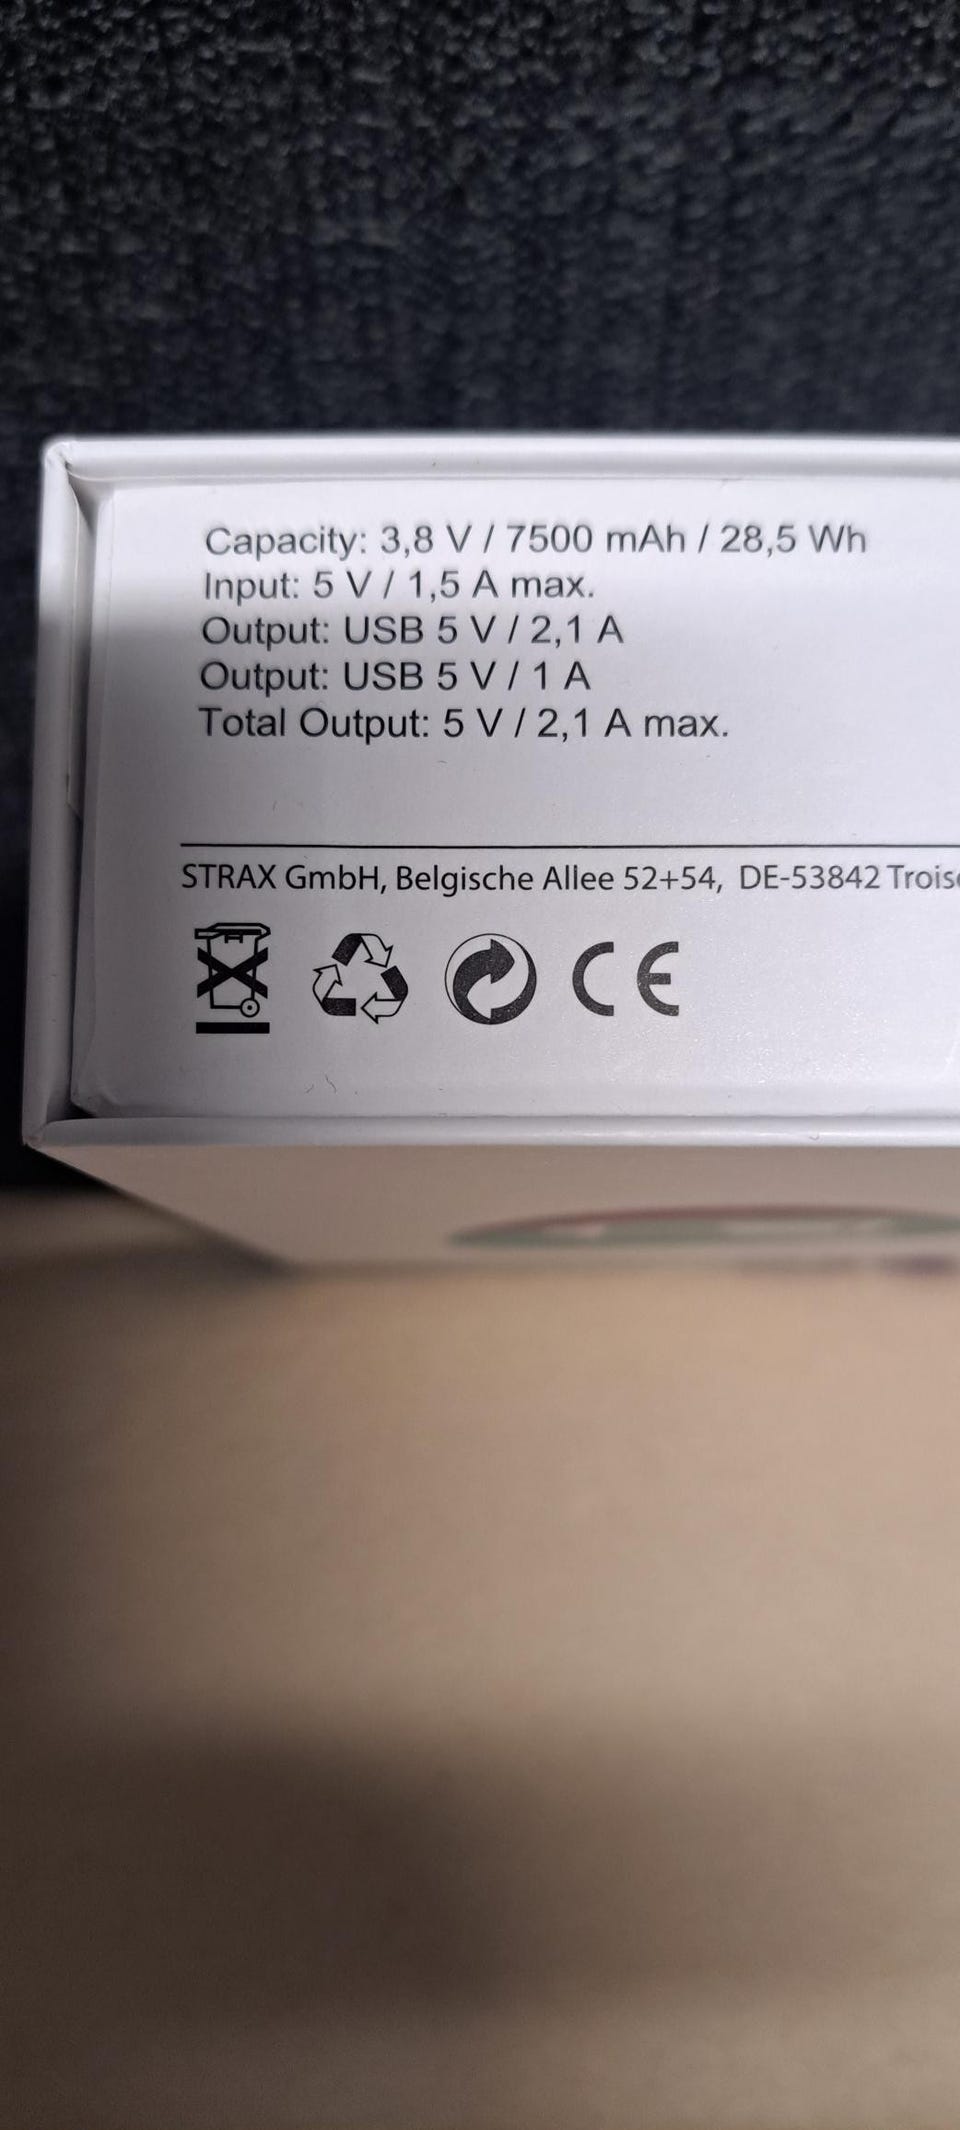 Capacity: 3,8 V / 7500 mAh / 28,5 Wh
Input: 5 V / 1,5 A max.
Output: USB 5 V / 2,1 A
Output: USB 5 V / 1 A
Total Output: 5 V / 2,1 A max.
STRAX GmbH, Belgische Allee 52+54, DE-53842
CE